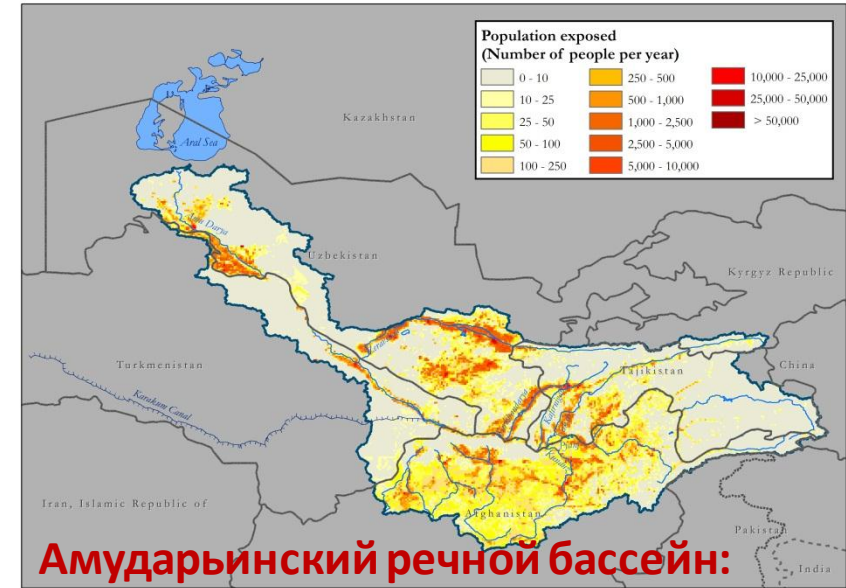 Population exposed
(Number of people per year)
0 - 10
10 - 25
25 - 50
50 - 100
100 - 250
250 - 500
500 - 1,000
1,000 - 2,500
2,500 - 5,000
5,000 - 10,000
10,000 - 25,000
25,000 - 50,000
> 50,000
Kazakhstan
Aral Sea
Amu Darja
Uzbekistan
Kyrgyz Republic
Turkmenistan
Karakum Canal
Tajikistan
China
Iran, Islamic Republic of
Afghanistan
Pakistan
India
Амударьинский речной бассейн: